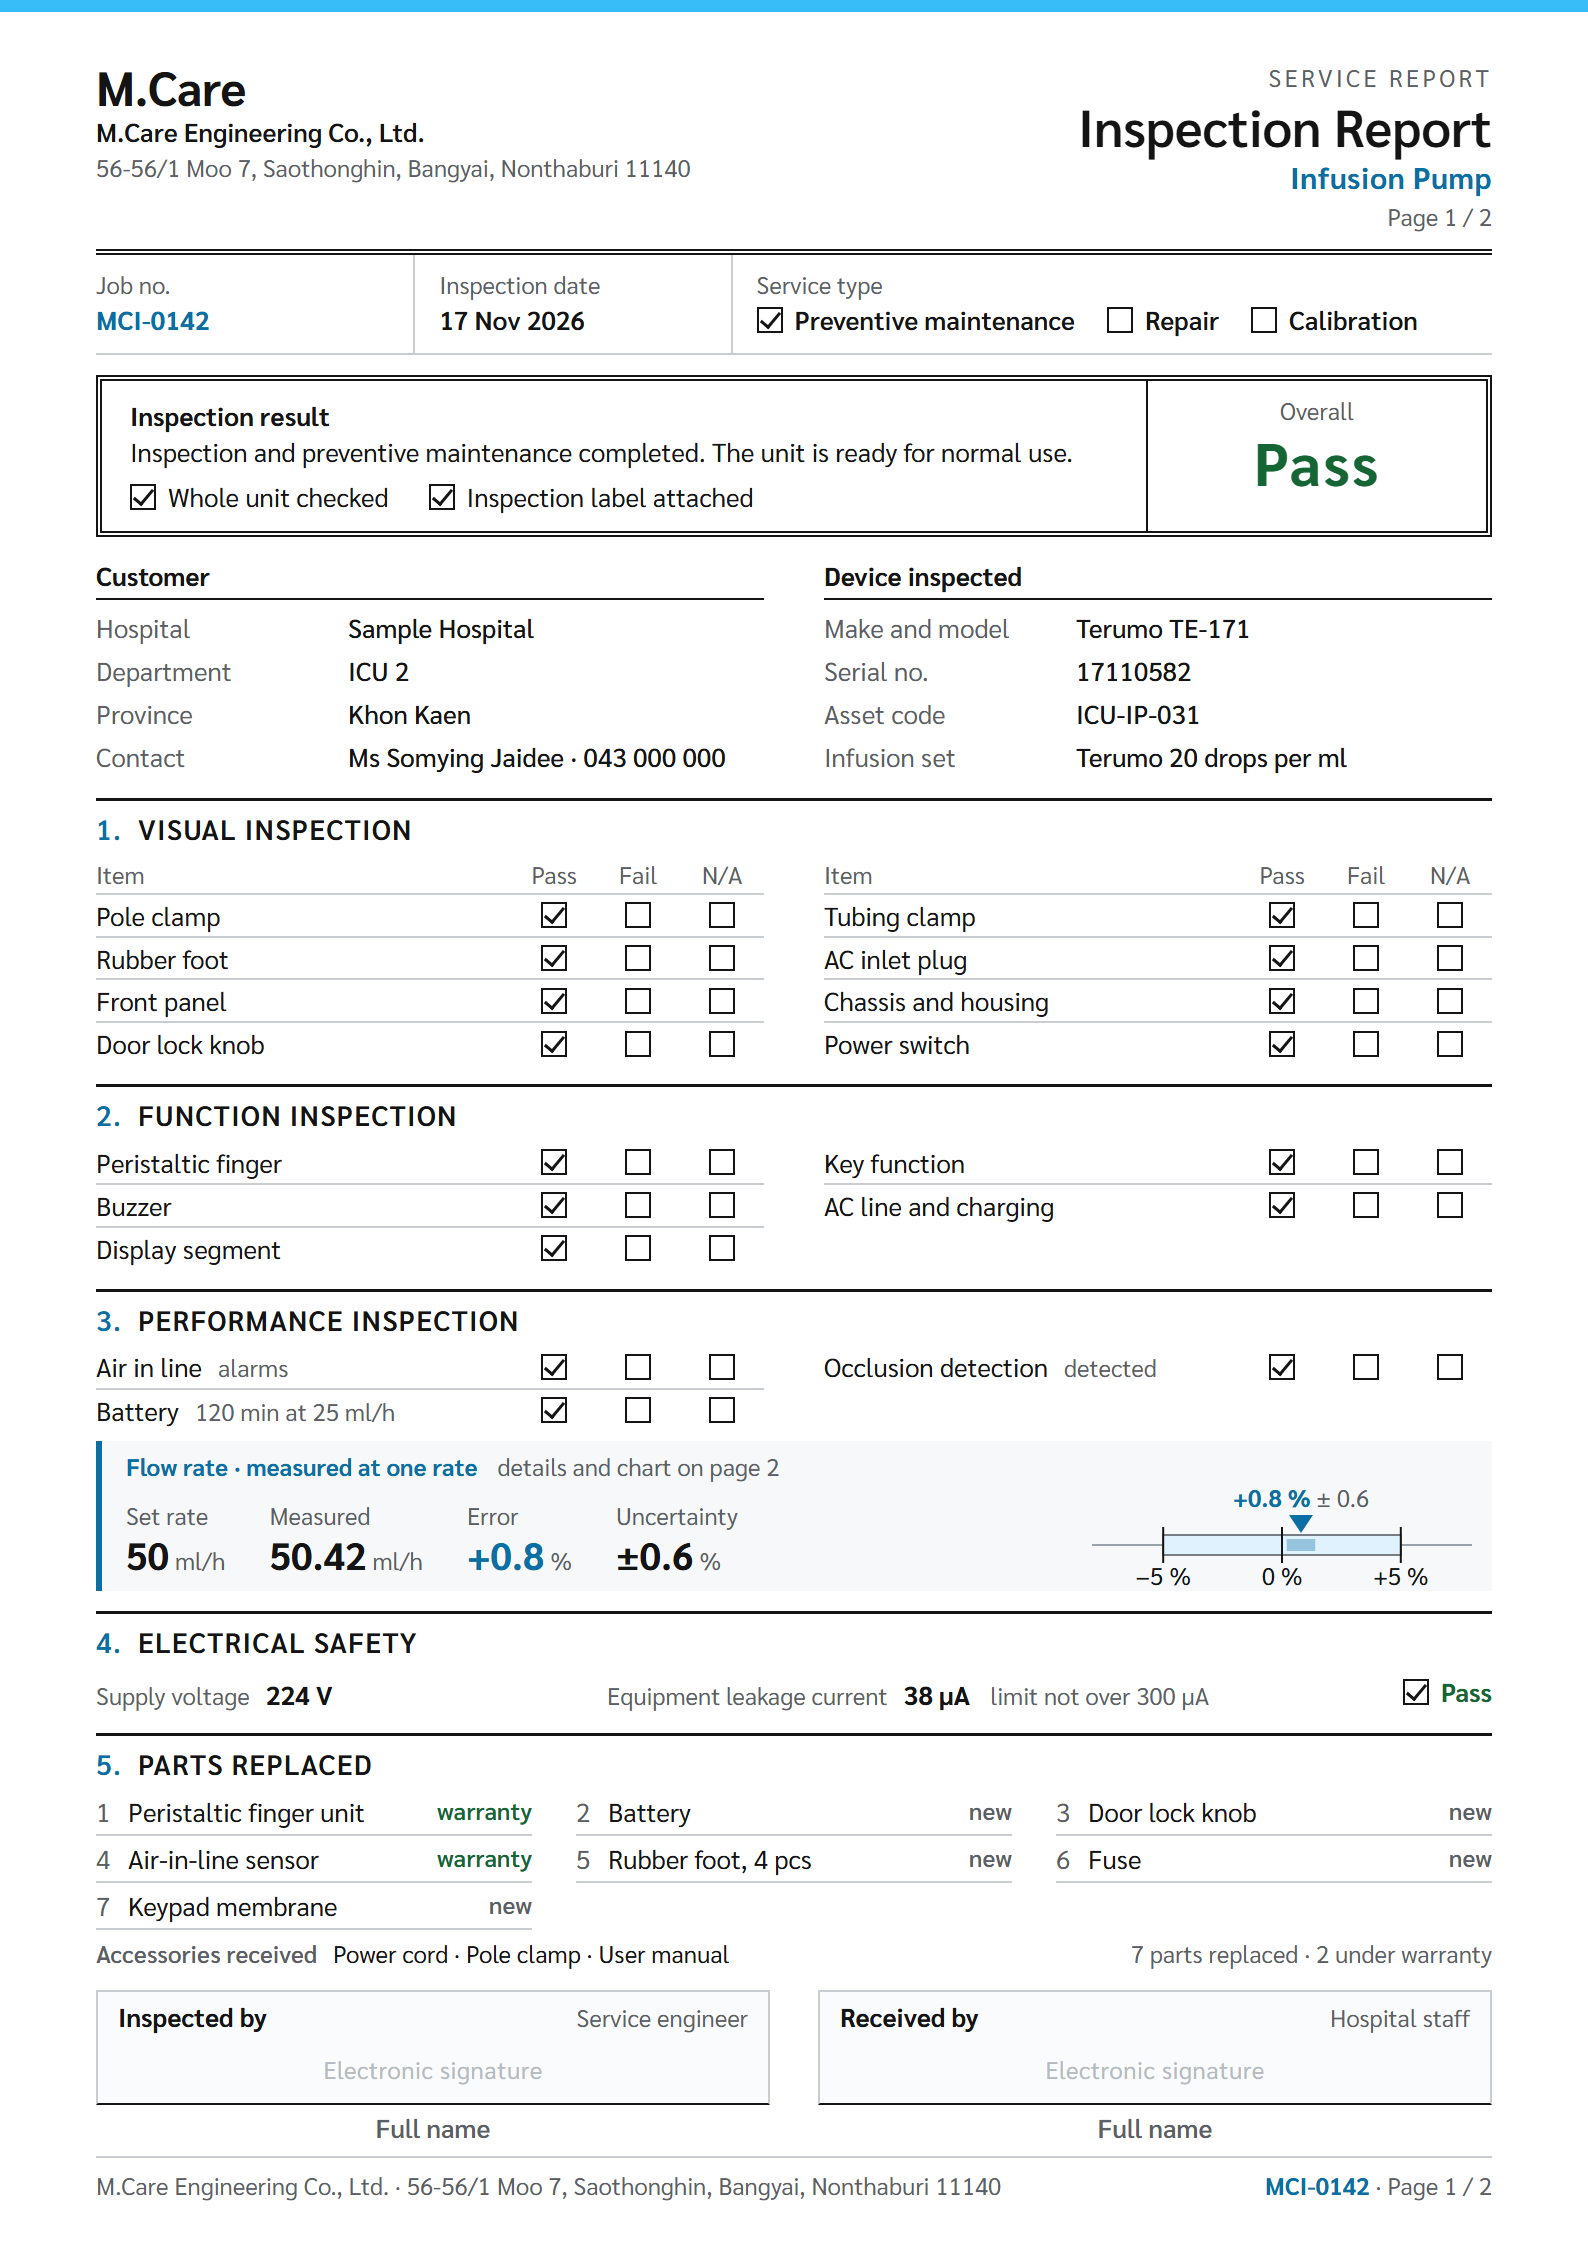 M.Care
M.Care Engineering Co., Ltd.
56-56/1 Moo 7, Saothonghin, Bangyai, Nonthaburi 11140
SERVICE REPORT
Inspection Report
Infusion Pump
Page 1 / 2
Job no.
MCI-0142
Inspection date
17 Nov 2026
Service type
Preventive maintenance Repair Calibration
Inspection result
Inspection and preventive maintenance completed. The unit is ready for normal use.
Whole unit checked Inspection label attached
Overall
Pass
Customer
Hospital Sample Hospital
Department ICU 2
Province Khon Kaen
Contact Ms Somying Jaidee · 043 000 000
Device inspected
Make and model Terumo TE-171
Serial no. 17110582
Asset code ICU-IP-031
Infusion set Terumo 20 drops per ml
1. VISUAL INSPECTION
Item Pass Fail N/A
Pole clamp
Rubber foot
Front panel
Door lock knob
Item Pass Fail N/A
Tubing clamp
AC inlet plug
Chassis and housing
Power switch
2. FUNCTION INSPECTION
Peristaltic finger
Buzzer
Display segment
Key function
AC line and charging
3. PERFORMANCE INSPECTION
Air in line alarms
Battery 120 min at 25 ml/h
Occlusion detection detected
Flow rate · measured at one rate details and chart on page 2
Set rate
50 ml/h
Measured
50.42 ml/h
Error
+0.8 %
Uncertainty
±0.6 %
+0.8 % ± 0.6
−5 % 0 % +5 %
4. ELECTRICAL SAFETY
Supply voltage 224 V Equipment leakage current 38 µA limit not over 300 µA Pass
5. PARTS REPLACED
1 Peristaltic finger unit warranty 2 Battery new 3 Door lock knob new
4 Air-in-line sensor warranty 5 Rubber foot, 4 pcs new 6 Fuse new
7 Keypad membrane new
Accessories received Power cord · Pole clamp · User manual 7 parts replaced · 2 under warranty
Inspected by Service engineer
Electronic signature
Full name
Received by Hospital staff
Electronic signature
Full name
M.Care Engineering Co., Ltd. · 56-56/1 Moo 7, Saothonghin, Bangyai, Nonthaburi 11140 MCI-0142 · Page 1 / 2